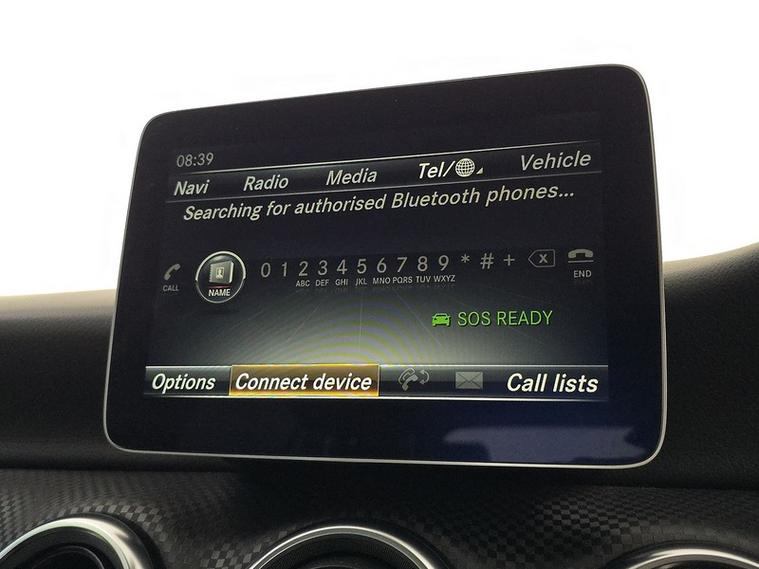 08:39
Navi Radio Media Tel/ Vehicle
Searching for authorised Bluetooth phones...
CALL NAME 0 1 2 3 4 5 6 7 8 9 * # + X END
ABC DEF GHI JKL MNO PQRS TUV WXYZ
SOS READY
Options Connect device Call lists